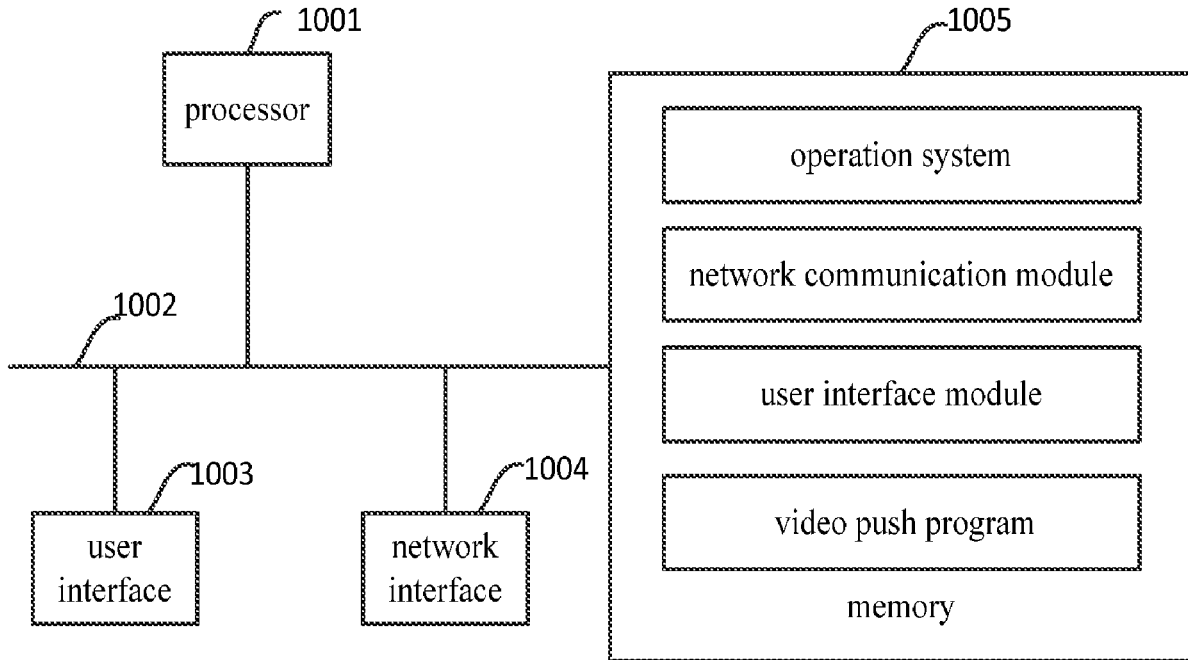 1001
processor
1002
1003
user
interface
1004
network
interface
1005
operation system
network communication module
user interface module
video push program
memory